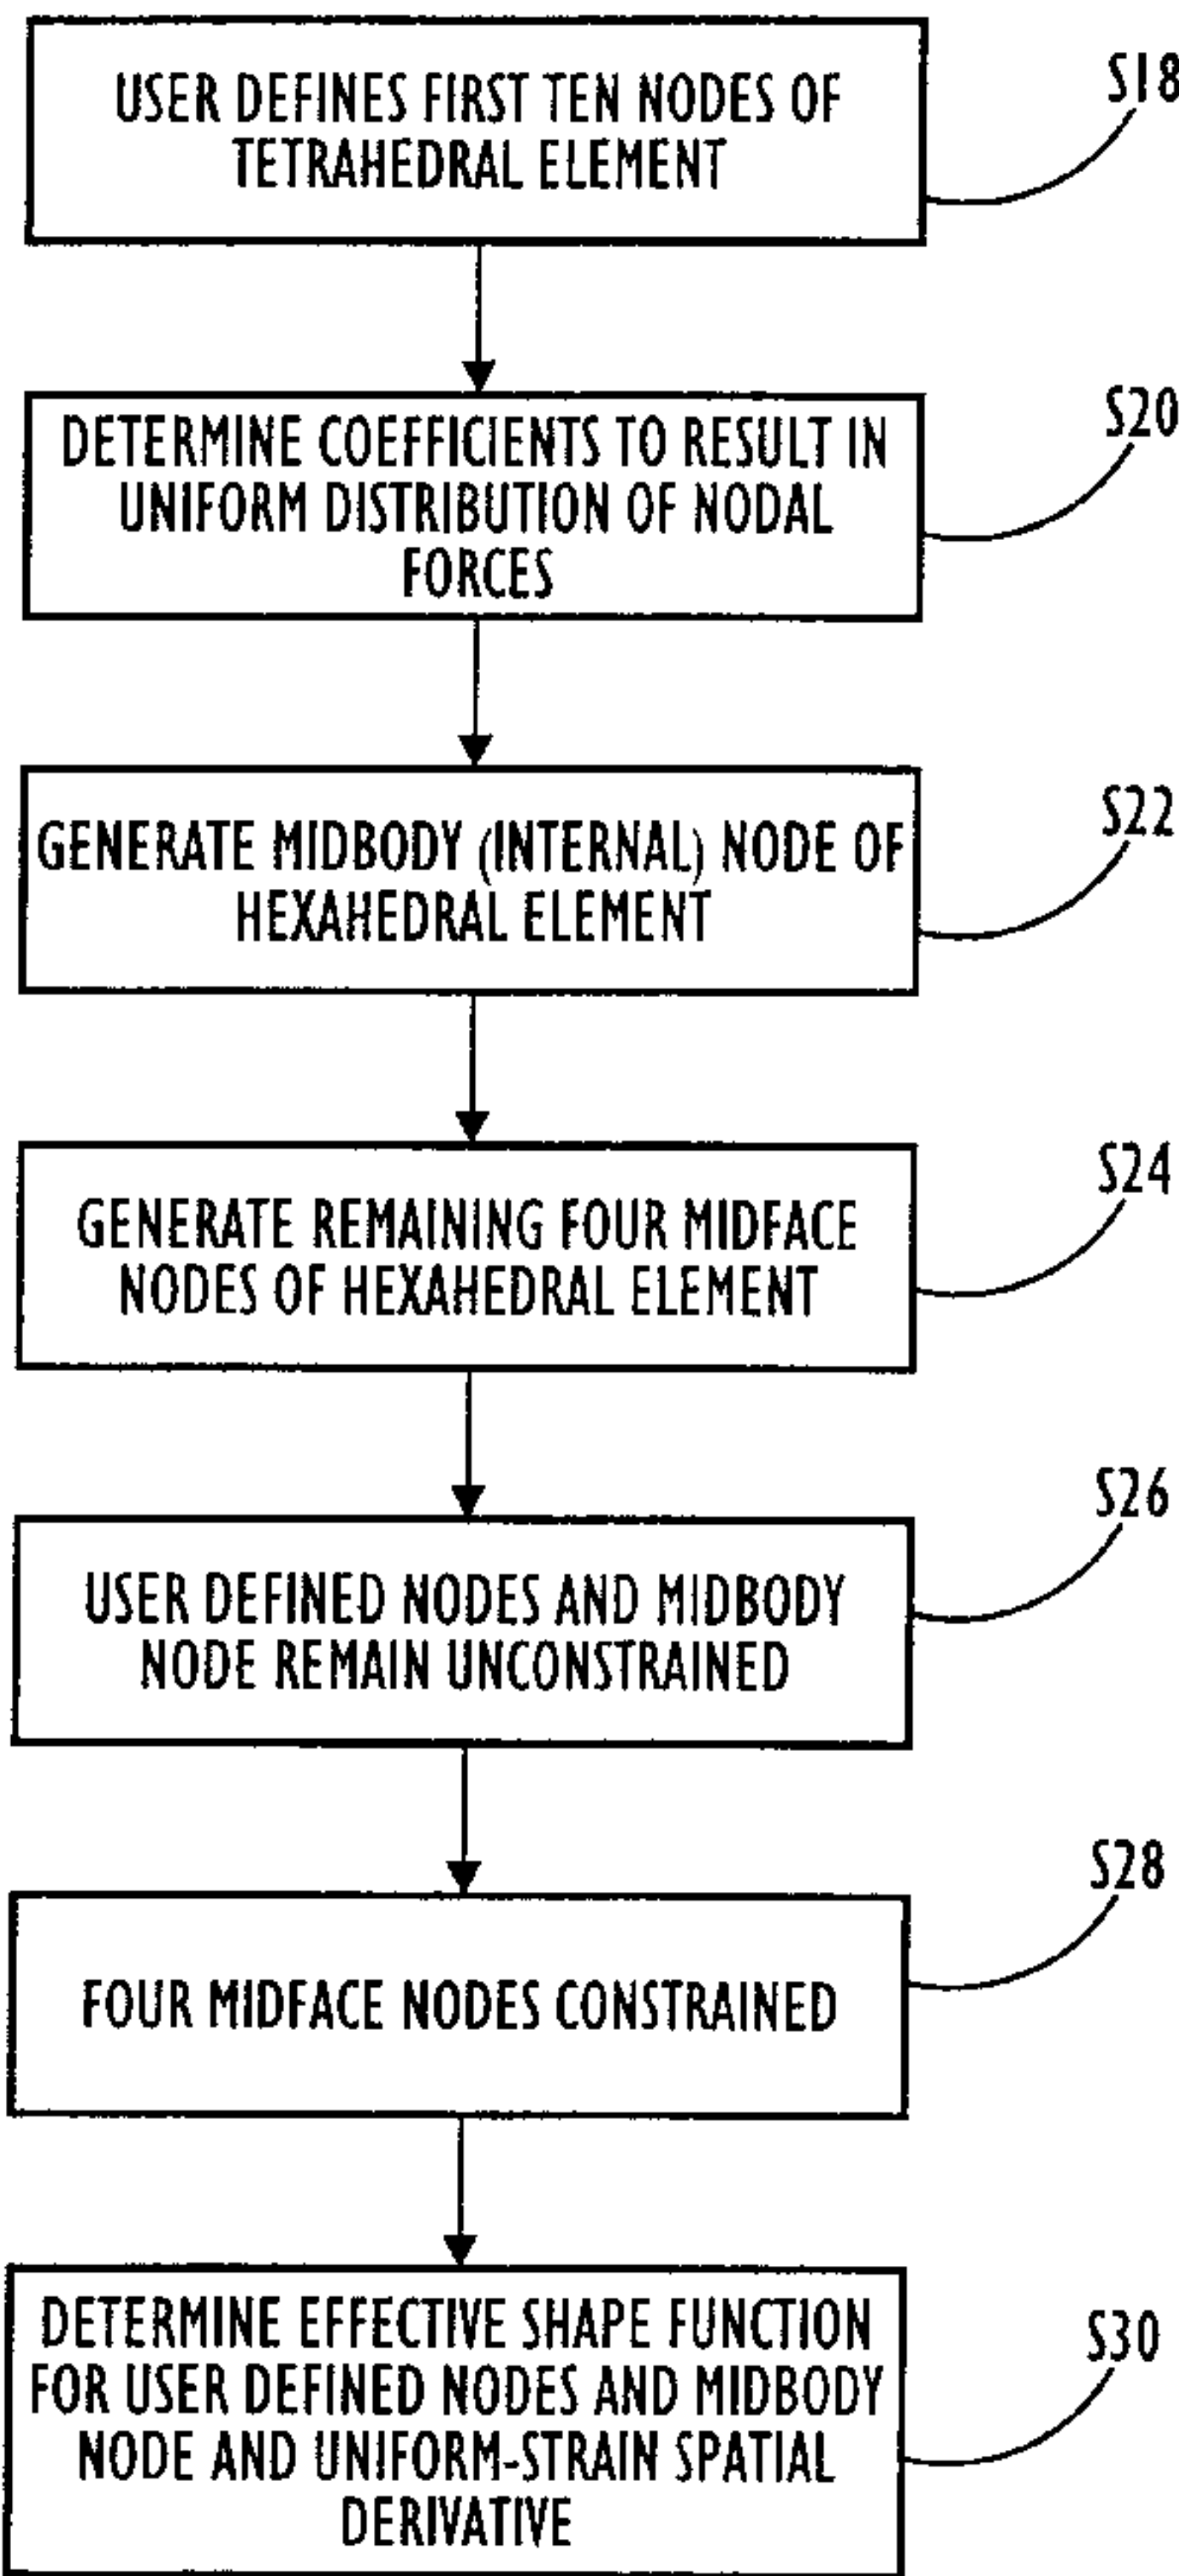 USER DEFINES FIRST TEN NODES OF
TETRAHEDRAL ELEMENT
S18
DETERMINE COEFFICIENTS TO RESULT IN
UNIFORM DISTRIBUTION OF NODAL
FORCES
S20
GENERATE MIDBODY (INTERNAL) NODE OF
HEXAHEDRAL ELEMENT
S22
GENERATE REMAINING FOUR MIDFACE
NODES OF HEXAHEDRAL ELEMENT
S24
USER DEFINED NODES AND MIDBODY
NODE REMAIN UNCONSTRAINED
S26
FOUR MIDFACE NODES CONSTRAINED
S28
DETERMINE EFFECTIVE SHAPE FUNCTION
FOR USER DEFINED NODES AND MIDBODY
NODE AND UNIFORM-STRAIN SPATIAL
DERIVATIVE
S30